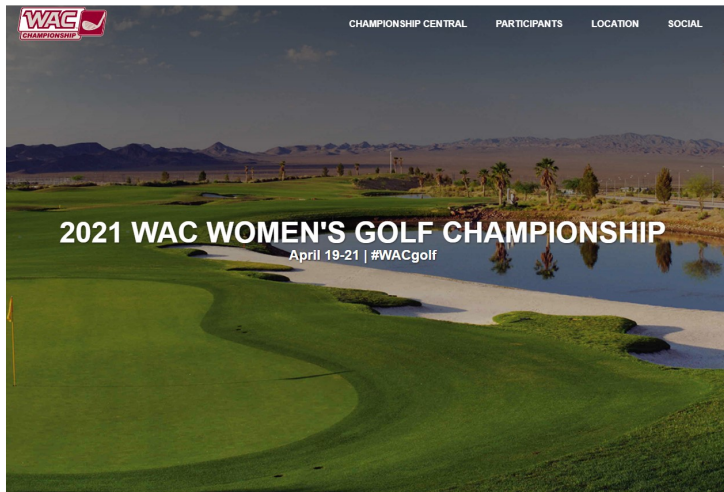 WAC
CHAMPIONSHIP
CHAMPIONSHIP CENTRAL PARTICIPANTS LOCATION SOCIAL
2021 WAC WOMEN'S GOLF CHAMPIONSHIP
April 19-21 | #WACgolf